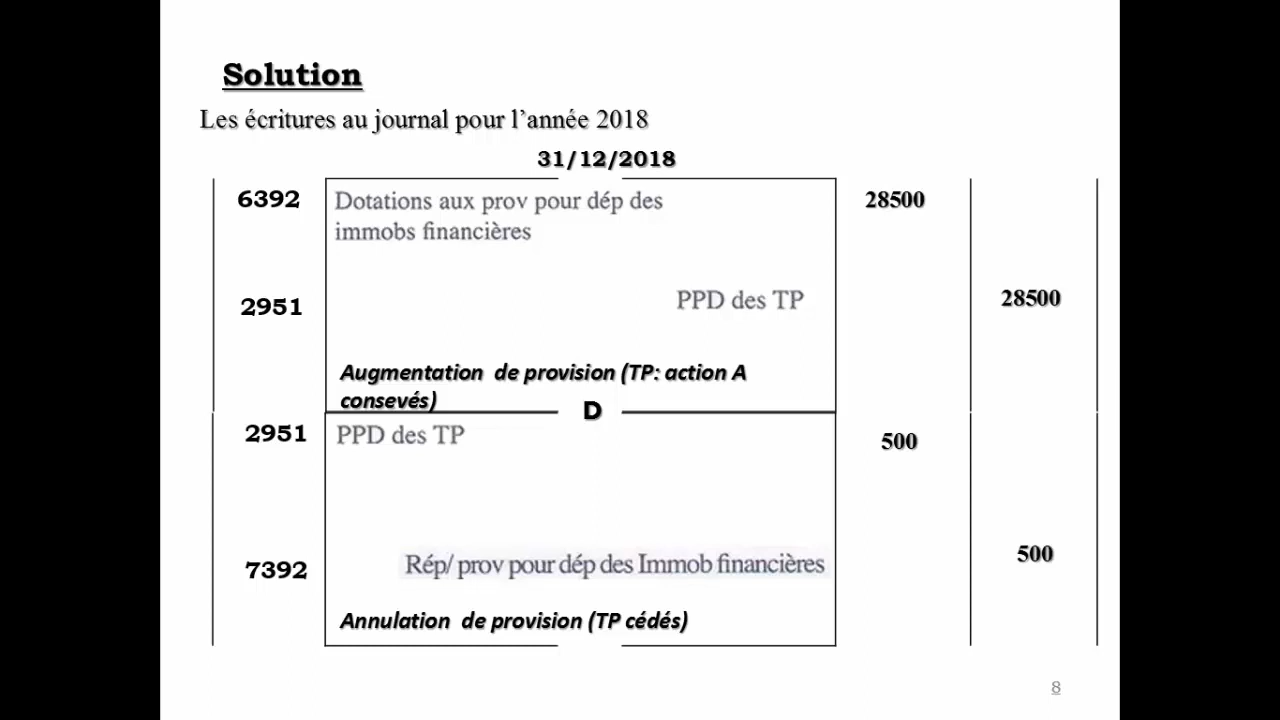 Solution
Les écritures au journal pour l’année 2018
31/12/2018
6392 Dotations aux prov pour dép des 28500
immobs financières
2951 PPD des TP 28500
Augmentation de provision (TP: action A
consevés)
D
2951 PPD des TP 500
7392 Rép/ prov pour dép des Immob financières 500
Annulation de provision (TP cédés)
8